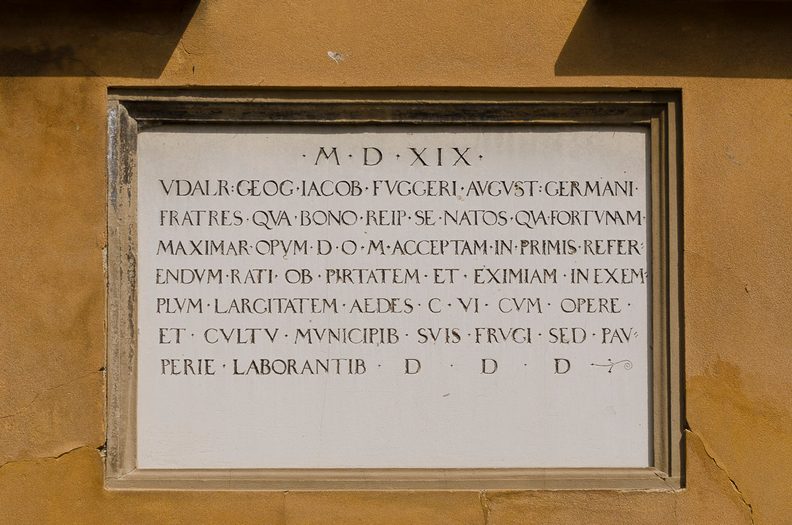 · M · D · XIX ·
VDALR : GEOG · IACOB · FVGGERI · AVGVST : GERMANI ·
FRATRES · QVA · BONO · REIP · SE · NATOS · QVA · FORTVNAM ·
MAXIMAR · OPVM · D · O · M · ACCEPTAM · IN · PRIMIS · REFER :
ENDVM · RATI · OB · PIRTATEM · ET · EXIMIAM · IN EXEM :
PLVM · LARGITATEM · AEDES · C · VI · CVM · OPERE ·
ET · CVLTV · MVNICIPIB · SVIS · FRVGI · SED · PAV :
PERIE · LABORANTIB · D · D · D